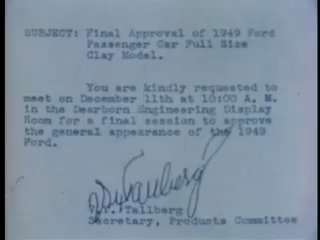 SUBJECT: Final Approval of 1949 Ford
Passenger Car Full Size
Clay Model.
You are kindly requested to
meet on December 11th at 10:00 A. M.
in the Dearborn Engineering Display
Room for a final session to approve
the general appearance of the 1949
Ford.
Tallberg
Secretary, Products Committee